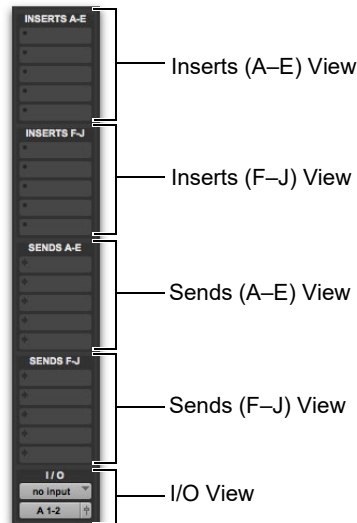 INSERTS A-E
Inserts (A–E) View
INSERTS F-J
Inserts (F–J) View
SENDS A-E
Sends (A–E) View
SENDS F-J
Sends (F–J) View
I / O
no input
I/O View
A 1-2